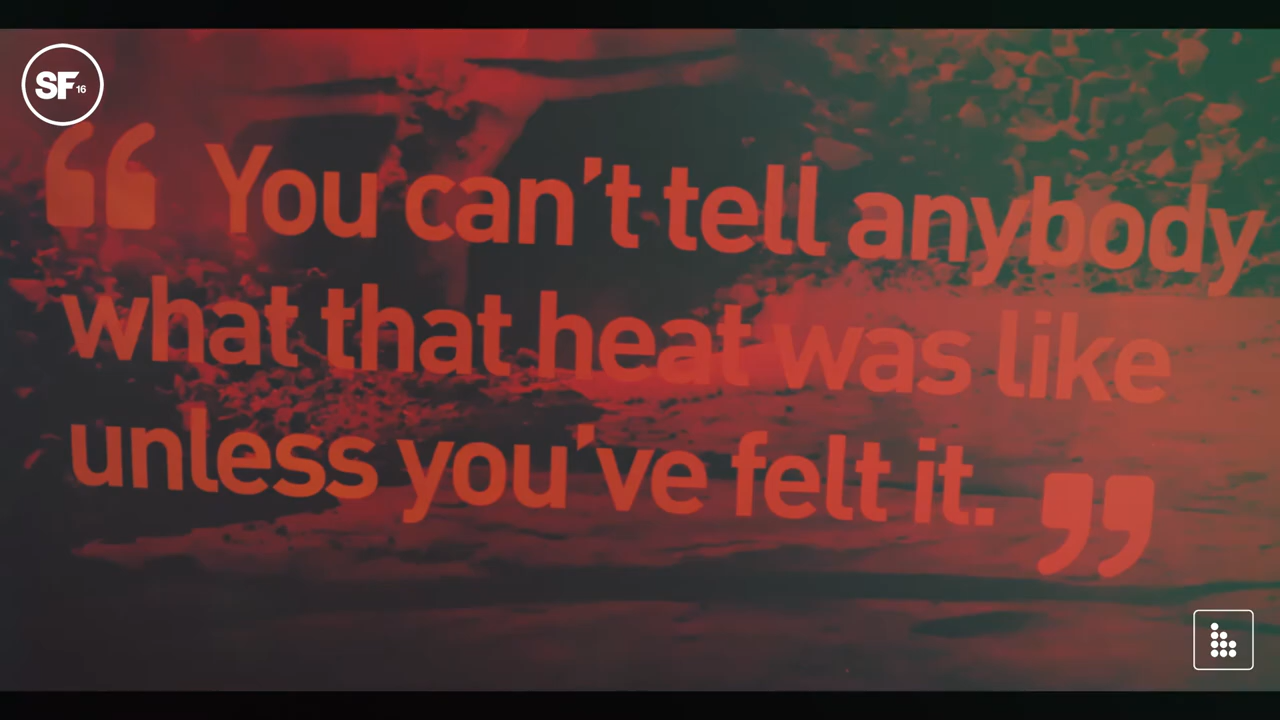 SF16
“ You can’t tell anybody
what that heat was like
unless you’ve felt it. ”